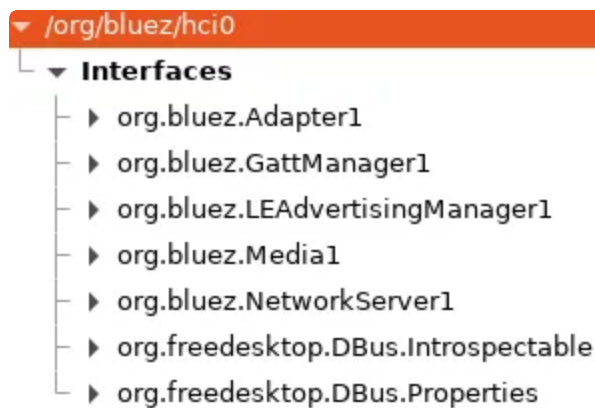 /org/bluez/hci0
Interfaces
org.bluez.Adapter1
org.bluez.GattManager1
org.bluez.LEAdvertisingManager1
org.bluez.Media1
org.bluez.NetworkServer1
org.freedesktop.DBus.Introspectable
org.freedesktop.DBus.Properties